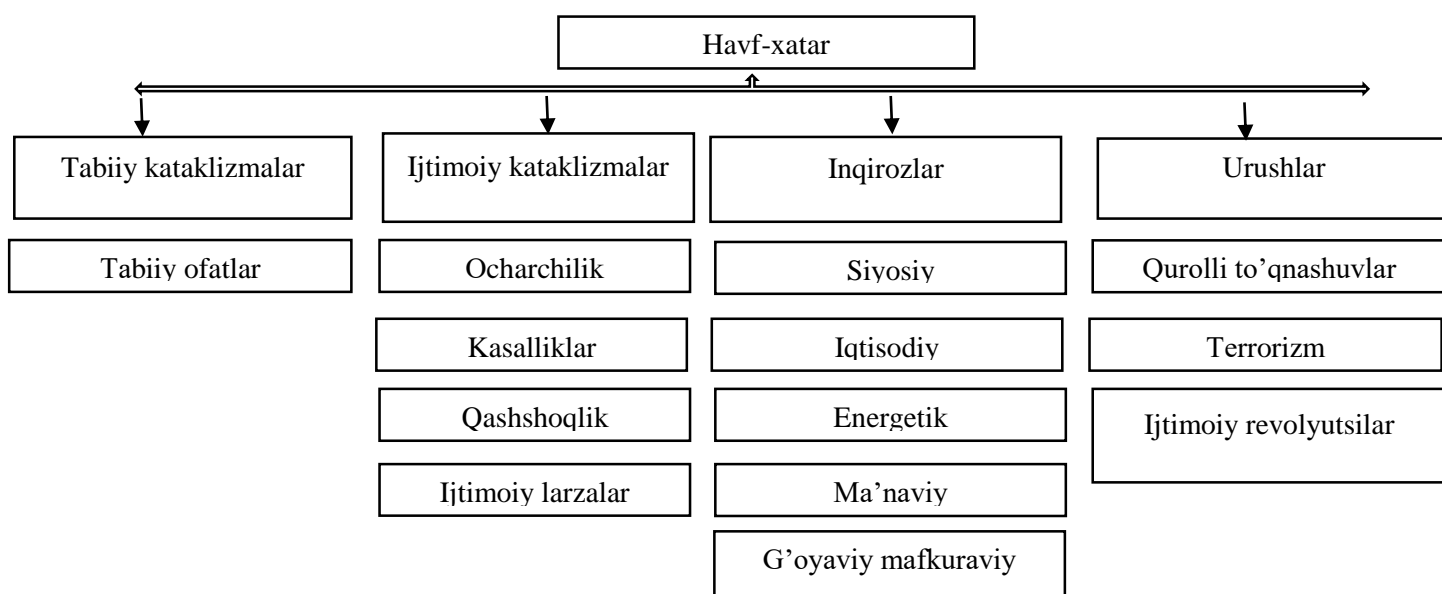 Havf-xatar
Tabiiy kataklizmalar
Ijtimoiy kataklizmalar
Inqirozlar
Urushlar
Tabiiy ofatlar
Ocharchilik
Siyosiy
Qurolli to’qnashuvlar
Kasalliklar
Iqtisodiy
Terrorizm
Qashshoqlik
Energetik
Ijtimoiy revolyutsilar
Ijtimoiy larzalar
Ma’naviy
G’oyaviy mafkuraviy